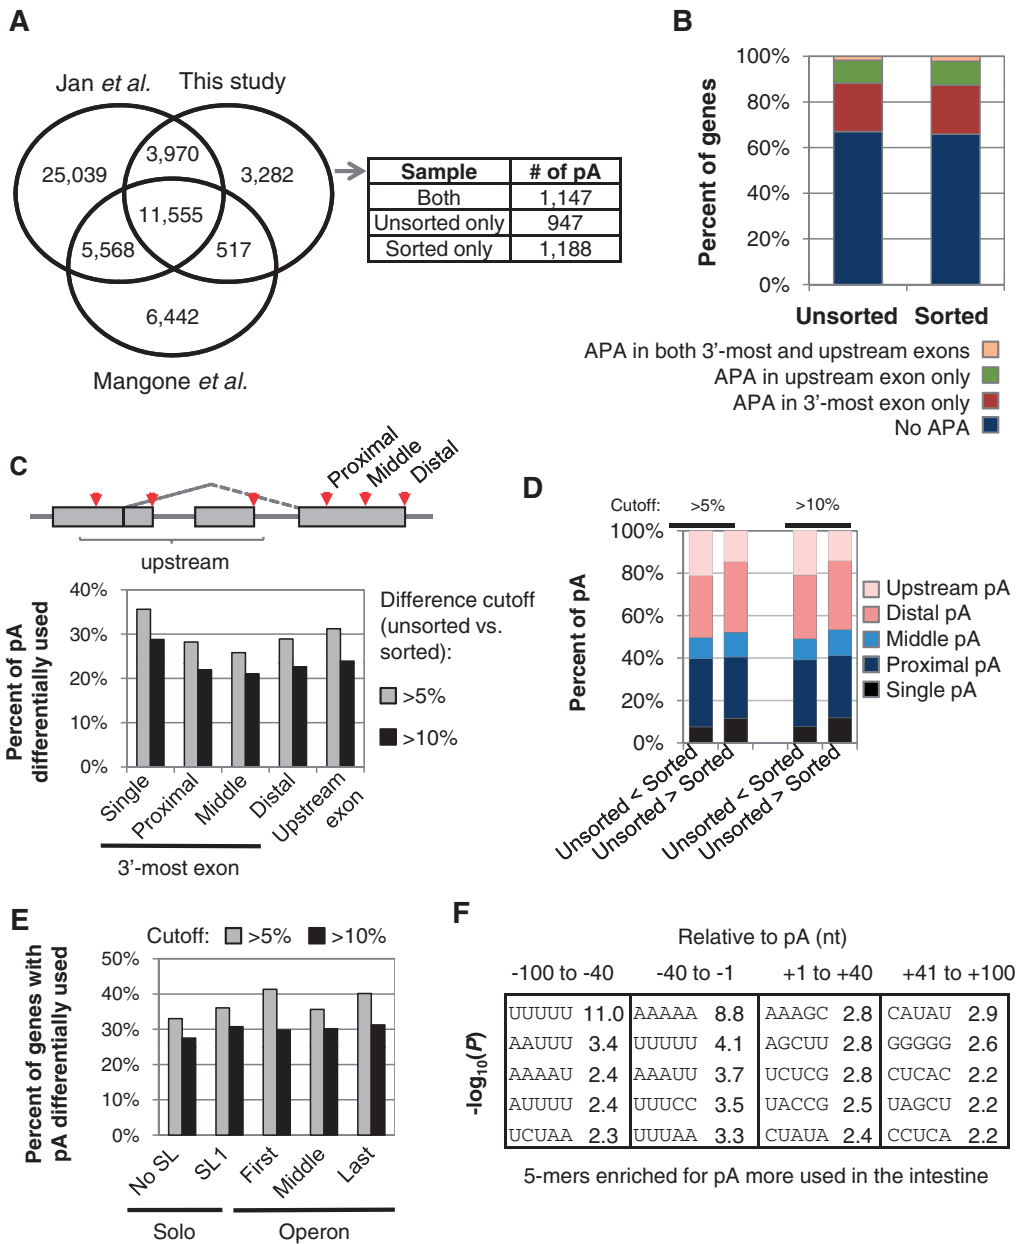 A
Jan et al.
This study
25,039
3,970
3,282
11,555
5,568
517
6,442
Mangone et al.
Sample # of pA
Both 1,147
Unsorted only 947
Sorted only 1,188
B
Percent of genes
100%
80%
60%
40%
20%
0%
Unsorted Sorted
APA in both 3'-most and upstream exons
APA in upstream exon only
APA in 3'-most exon only
No APA
C
Proximal
Middle
Distal
upstream
Percent of pA
differentially used
40%
30%
20%
10%
0%
Single
Proximal
Middle
Distal
Upstream
exon
3'-most exon
Difference cutoff
(unsorted vs.
sorted):
>5%
>10%
D
Cutoff: >5% >10%
Percent of pA
100%
80%
60%
40%
20%
0%
Unsorted < Sorted
Unsorted > Sorted
Unsorted < Sorted
Unsorted > Sorted
Upstream pA
Distal pA
Middle pA
Proximal pA
Single pA
E
Cutoff: >5% >10%
Percent of genes with
pA differentially used
50%
40%
30%
20%
10%
0%
No SL
SL1
First
Middle
Last
Solo
Operon
F
Relative to pA (nt)
-100 to -40 -40 to -1 +1 to +40 +41 to +100
-log10(P)
UUUUU 11.0 AAAAA 8.8 AAAGC 2.8 CAUAU 2.9
AAUUU 3.4 UUUUU 4.1 AGCUU 2.8 GGGGG 2.6
AAAAU 2.4 AAAUU 3.7 UCUCG 2.8 CUCAC 2.2
AUUUU 2.4 UUUCC 3.5 UACCG 2.5 UAGCU 2.2
UCUAA 2.3 UUUAA 3.3 CUAUA 2.4 CCUCA 2.2
5-mers enriched for pA more used in the intestine